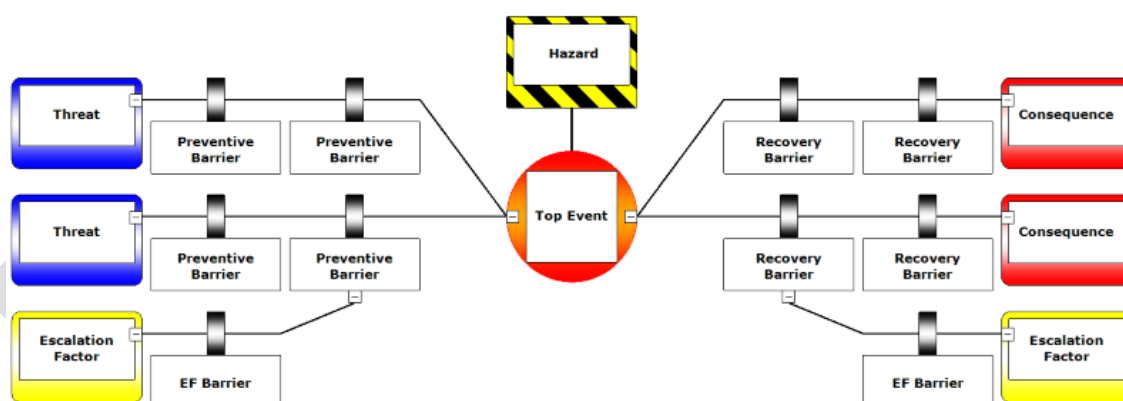 Hazard
Threat
Preventive
Barrier
Preventive
Barrier
Recovery
Barrier
Recovery
Barrier
Consequence
Top Event
Threat
Preventive
Barrier
Preventive
Barrier
Recovery
Barrier
Recovery
Barrier
Consequence
Escalation
Factor
EF Barrier
EF Barrier
Escalation
Factor